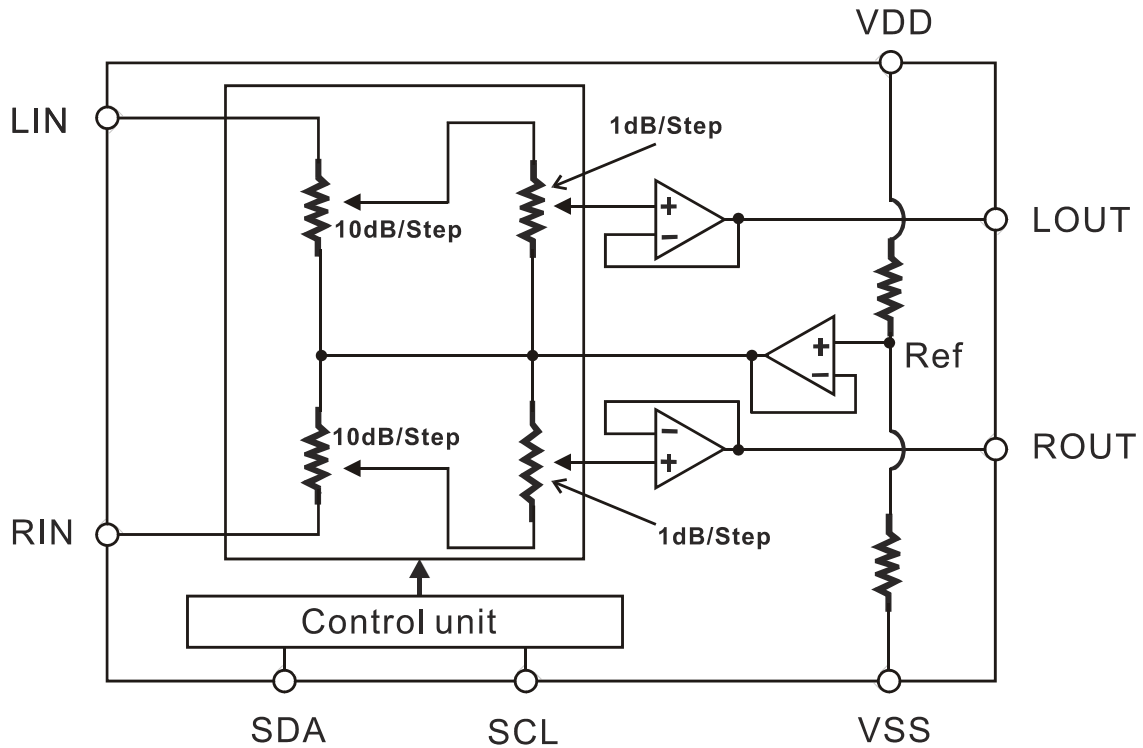 VDD
LIN
1dB/Step
+
−
LOUT
10dB/Step
+
−
Ref
10dB/Step
−
+
ROUT
RIN
1dB/Step
Control unit
SDA
SCL
VSS